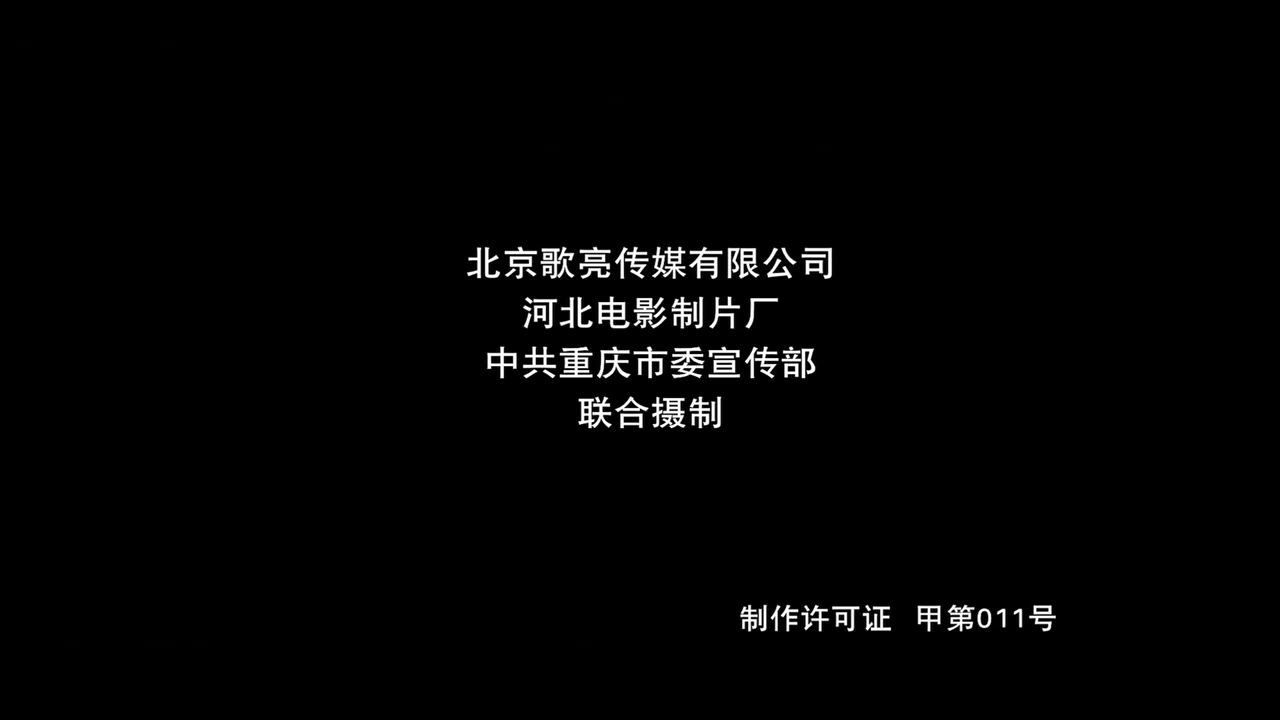 北京歌亮传媒有限公司
河北电影制片厂
中共重庆市委宣传部
联合摄制
制作许可证 甲第011号